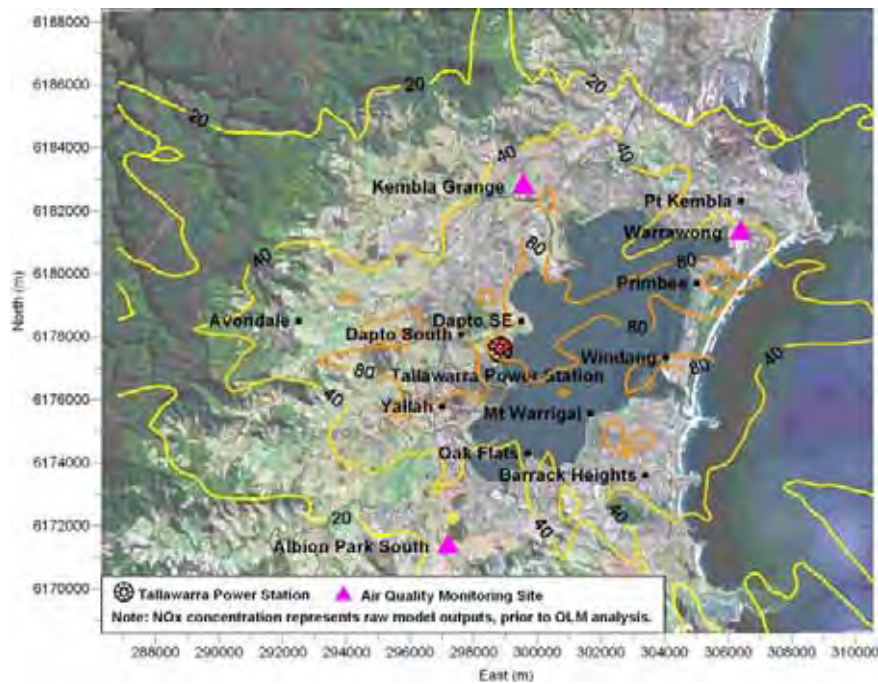 6188000
6186000
6184000
6182000
6180000
6178000
6176000
6174000
6172000
6170000
North (m)
20
20
20
40
40
Kembla Grange
Pt Kembla
Warrawong
80
80
40
Primbee
Avondale
Dapto SE
Dapto South
80
Windang
80
80
40
Tallawarra Power Station
Yallah
Mt Warrigal
Oak Flats
Barrack Heights
20
40
40
Albion Park South
Tallawarra Power Station
Air Quality Monitoring Site
Note: NOx concentration represents raw model outputs, prior to OLM analysis.
288000 290000 292000 294000 296000 298000 300000 302000 304000 306000 308000 310000
East (m)